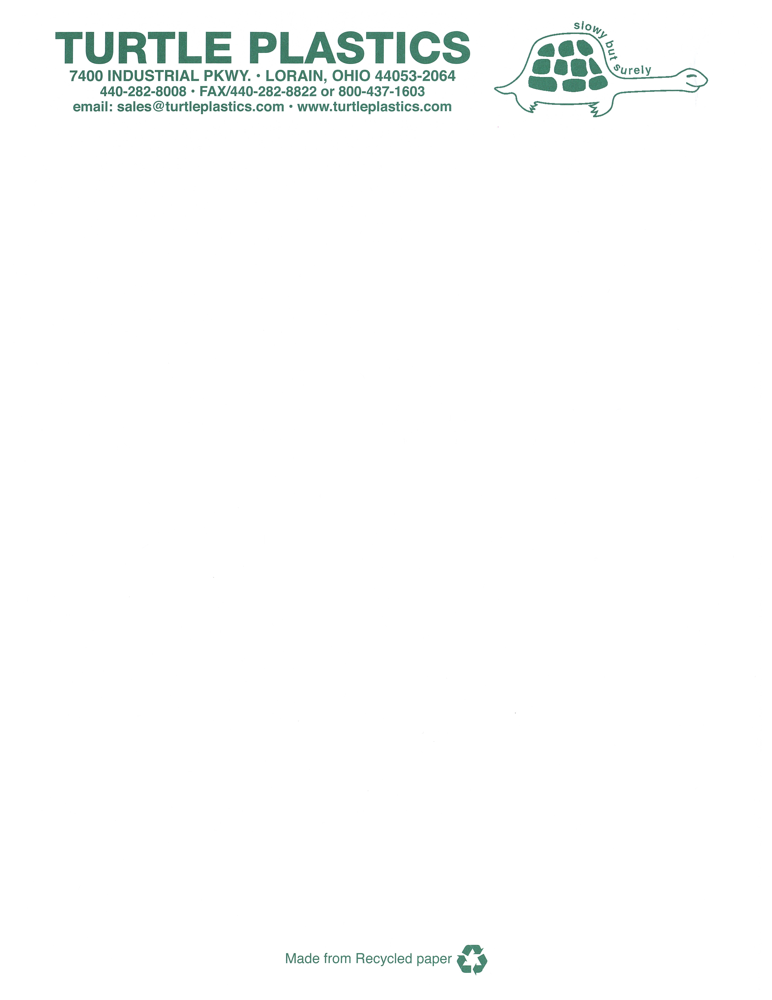 TURTLE PLASTICS
7400 INDUSTRIAL PKWY. • LORAIN, OHIO 44053-2064
440-282-8008 • FAX/440-282-8822 or 800-437-1603
email: sales@turtleplastics.com • www.turtleplastics.com
slowy but surely
Made from Recycled paper